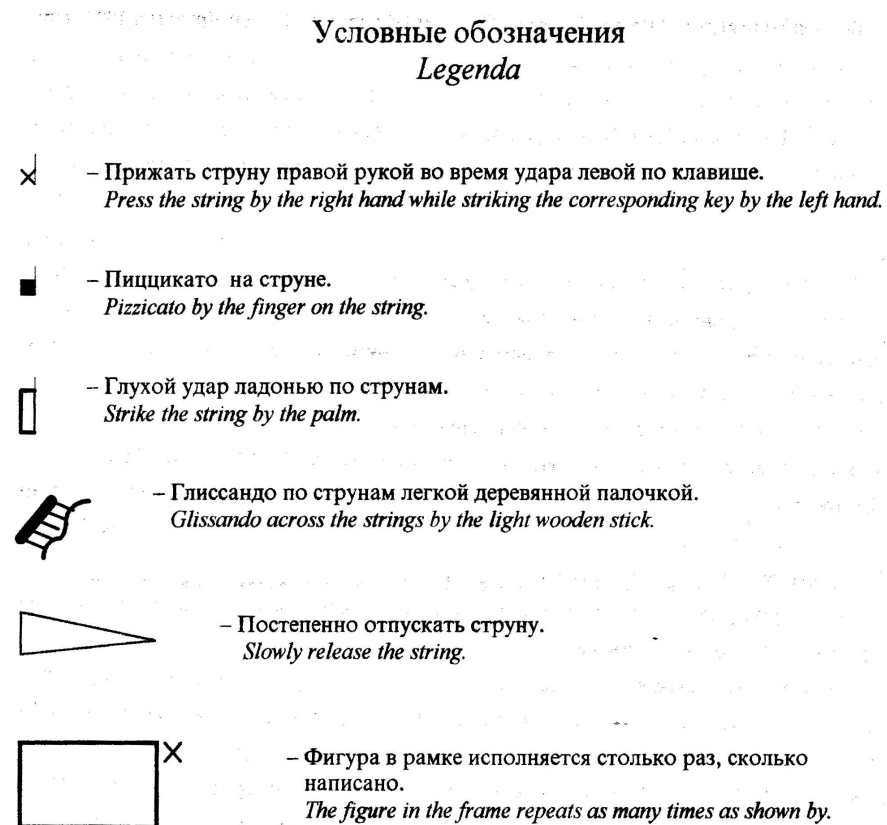 Условные обозначения
Legenda
– Прижать струну правой рукой во время удара левой по клавише.
Press the string by the right hand while striking the corresponding key by the left hand.
– Пиццикато на струне.
Pizzicato by the finger on the string.
– Глухой удар ладонью по струнам.
Strike the string by the palm.
– Глиссандо по струнам легкой деревянной палочкой.
Glissando across the strings by the light wooden stick.
– Постепенно отпускать струну.
Slowly release the string.
X
– Фигура в рамке исполняется столько раз, сколько
написано.
The figure in the frame repeats as many times as shown by.